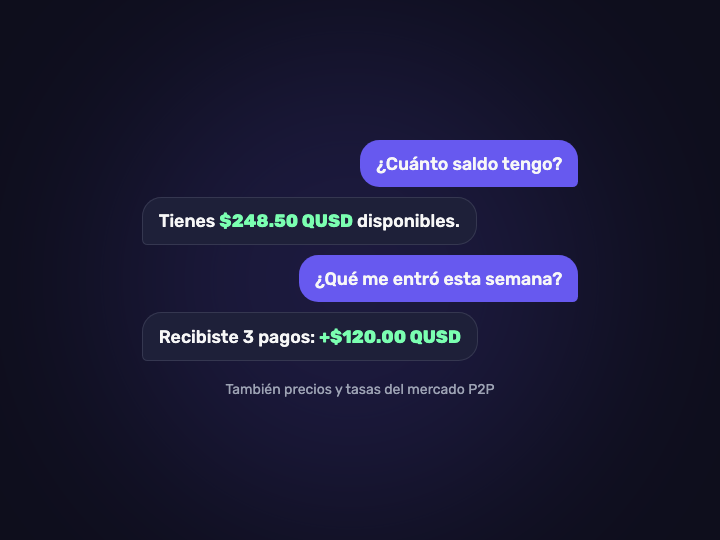 ¿Cuánto saldo tengo?
Tienes $248.50 QUSD disponibles.
¿Qué me entró esta semana?
Recibiste 3 pagos: +$120.00 QUSD
También precios y tasas del mercado P2P